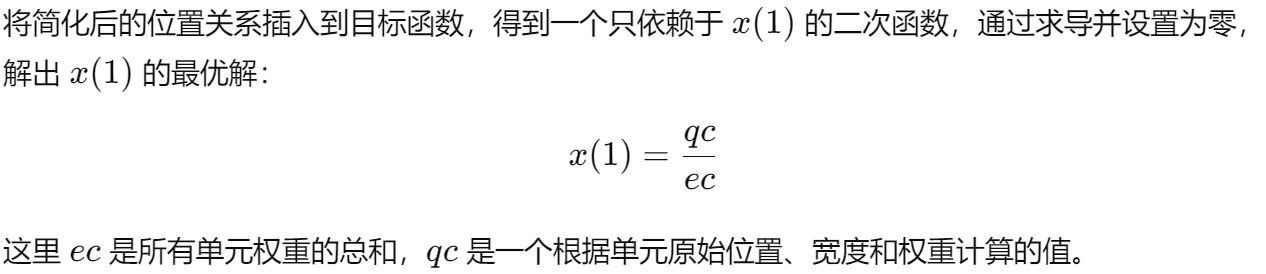 将简化后的位置关系插入到目标函数，得到一个只依赖于 x(1) 的二次函数，通过求导并设置为零，
解出 x(1) 的最优解：
x(1) = qc/ec
这里 ec 是所有单元权重的总和，qc 是一个根据单元原始位置、宽度和权重计算的值。